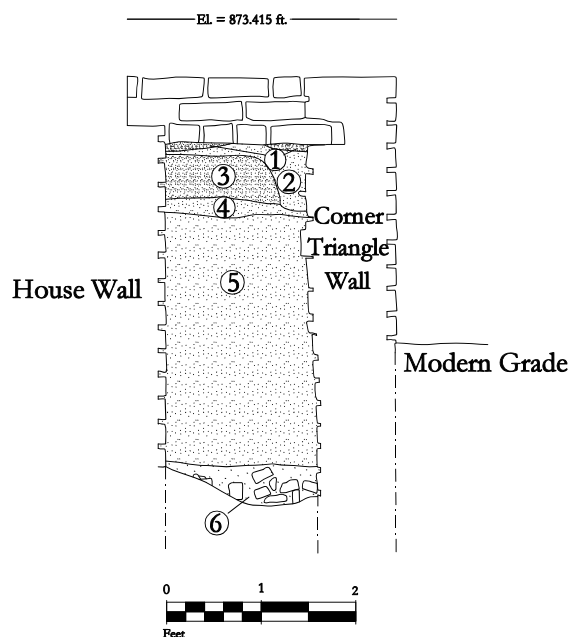 El. = 873.415 ft.
1
2
3
4
Corner
Triangle
Wall
5
House Wall
Modern Grade
6
0 1 2
Feet